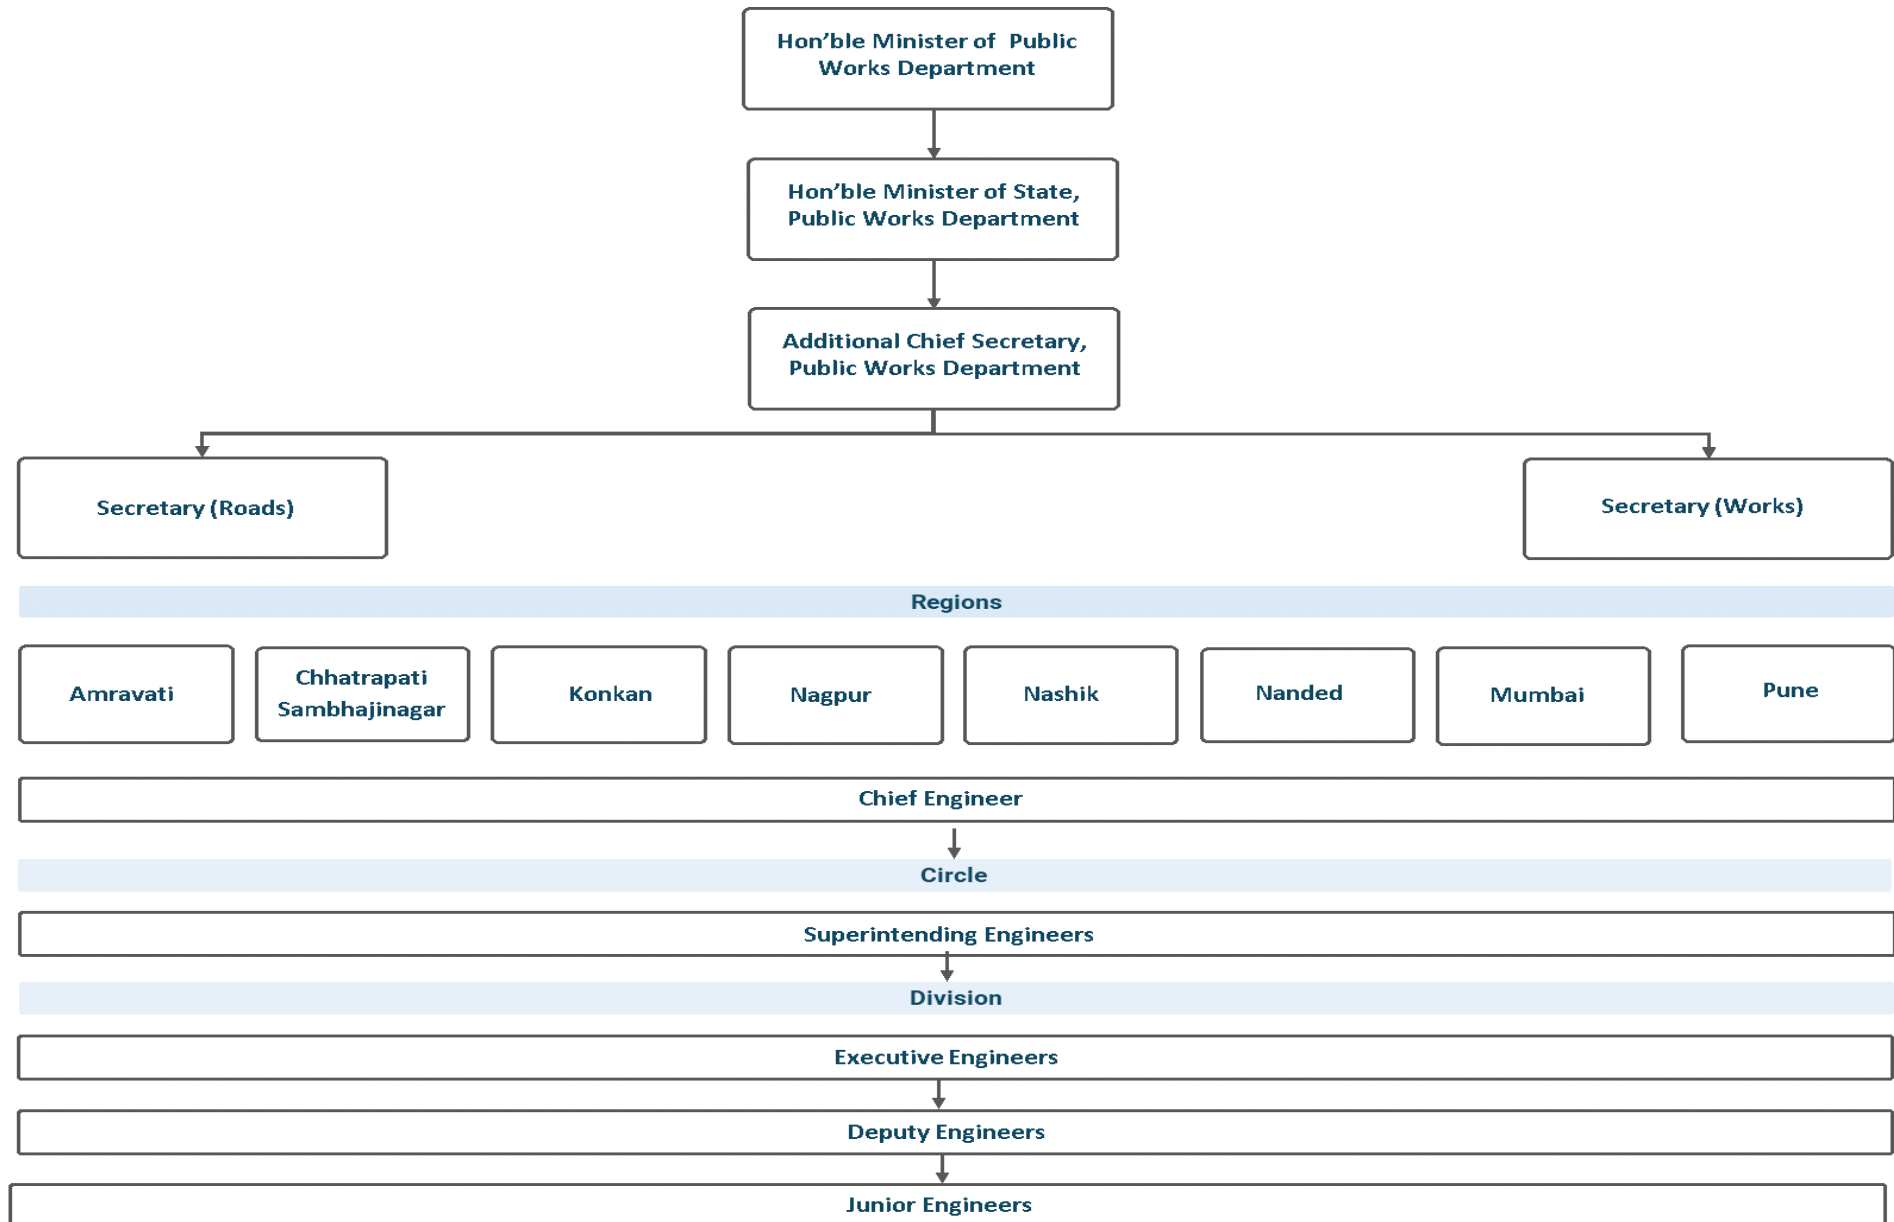 Hon’ble Minister of Public
Works Department
Hon’ble Minister of State,
Public Works Department
Additional Chief Secretary,
Public Works Department
Secretary (Roads)
Secretary (Works)
Regions
Amravati
Chhatrapati
Sambhajinagar
Konkan
Nagpur
Nashik
Nanded
Mumbai
Pune
Chief Engineer
Circle
Superintending Engineers
Division
Executive Engineers
Deputy Engineers
Junior Engineers